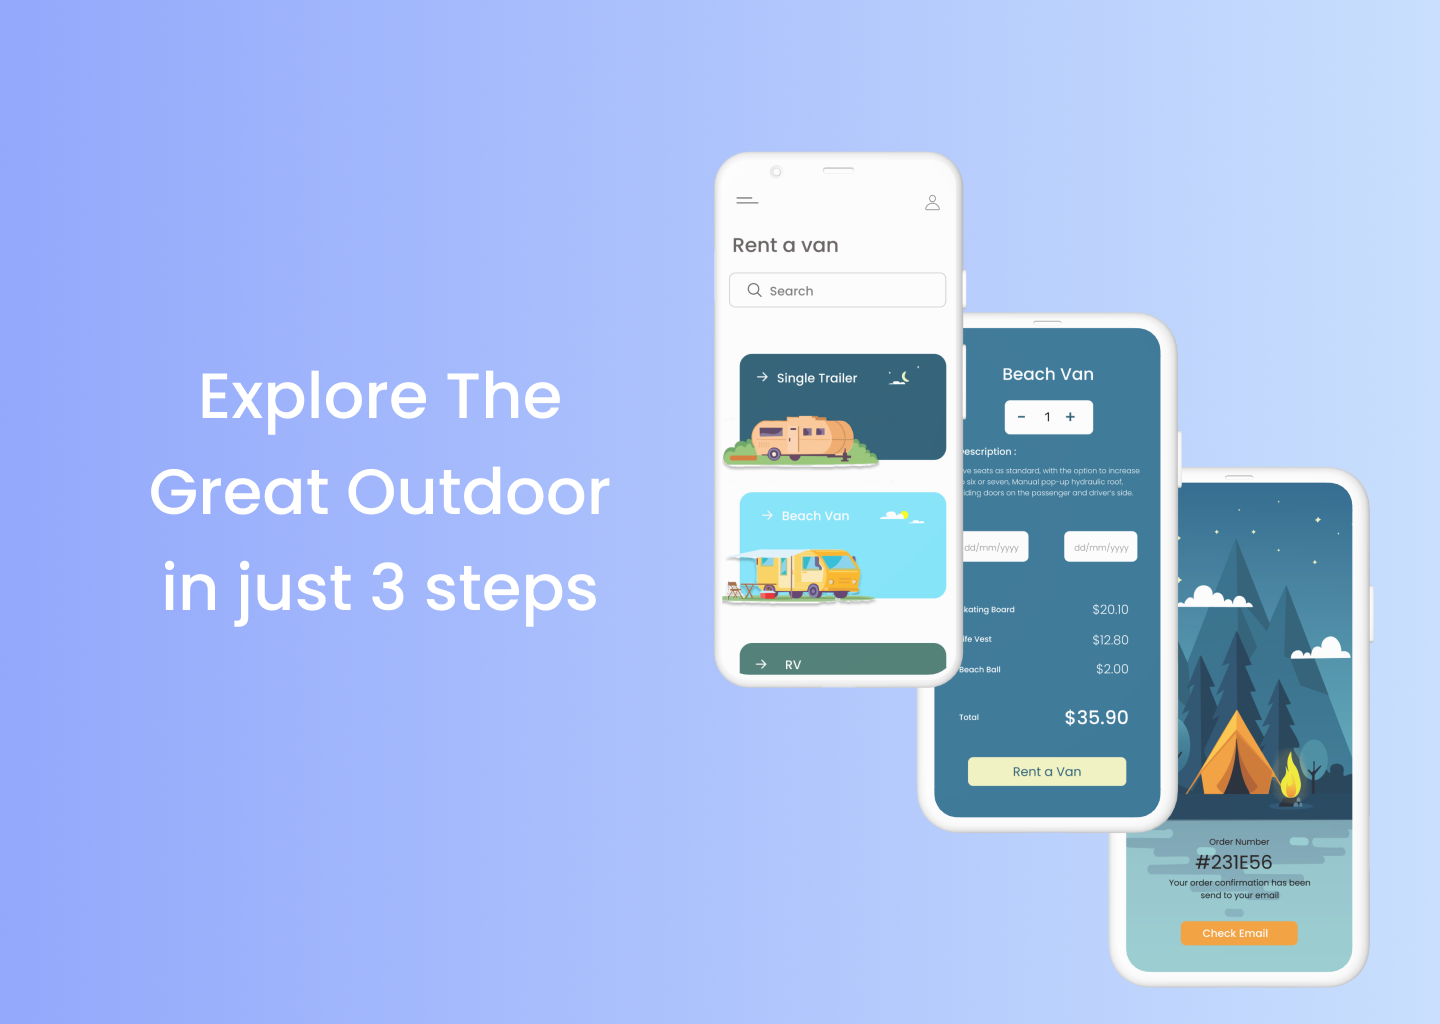 Explore The
Great Outdoor
in just 3 steps
Rent a van
Search
Single Trailer
Beach Van
RV
Beach Van
- 1 +
escription :
ve seats as standard, with the option to increase
six or seven, Manual pop-up hydraulic roof,
iding doors on the passenger and driver's side.
dd/mm/yyyy dd/mm/yyyy
kating Board $20.10
ife Vest $12.80
Beach Ball $2.00
Total $35.90
Rent a Van
Order Number
#231E56
Your order confirmation has been
send to your email
Check Email